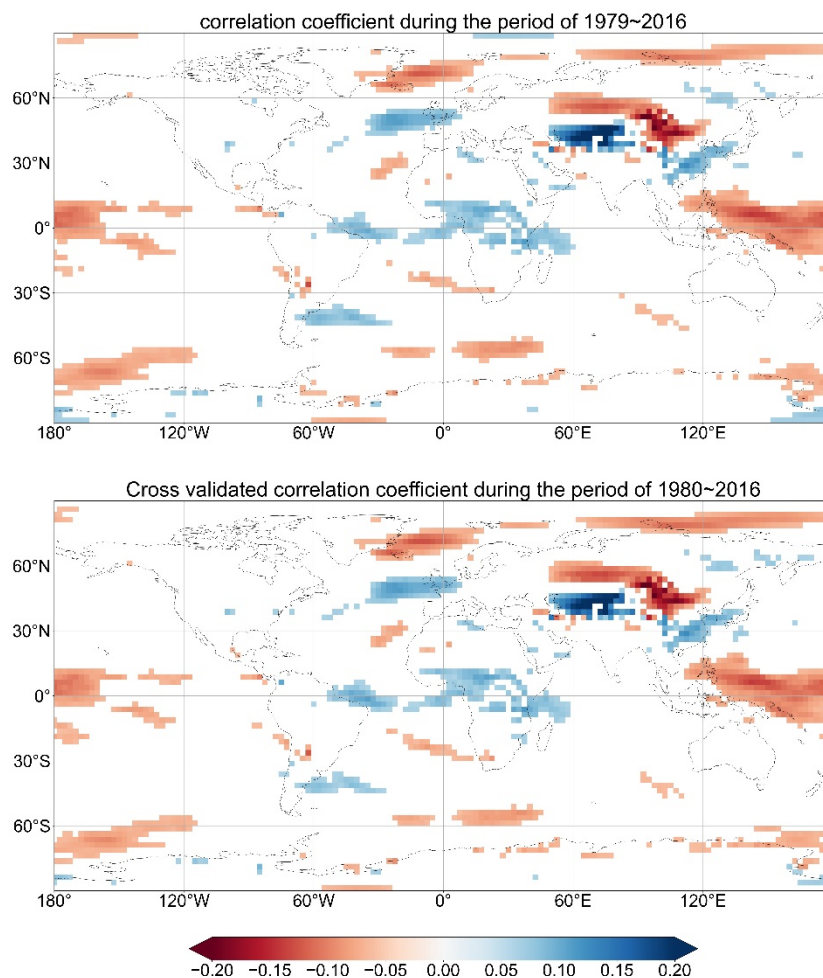 correlation coefficient during the period of 1979~2016
60°N
30°N
0°
30°S
60°S
180° 120°W 60°W 0° 60°E 120°E
Cross validated correlation coefficient during the period of 1980~2016
60°N
30°N
0°
30°S
60°S
180° 120°W 60°W 0° 60°E 120°E
−0.20 −0.15 −0.10 −0.05 0.00 0.05 0.10 0.15 0.20